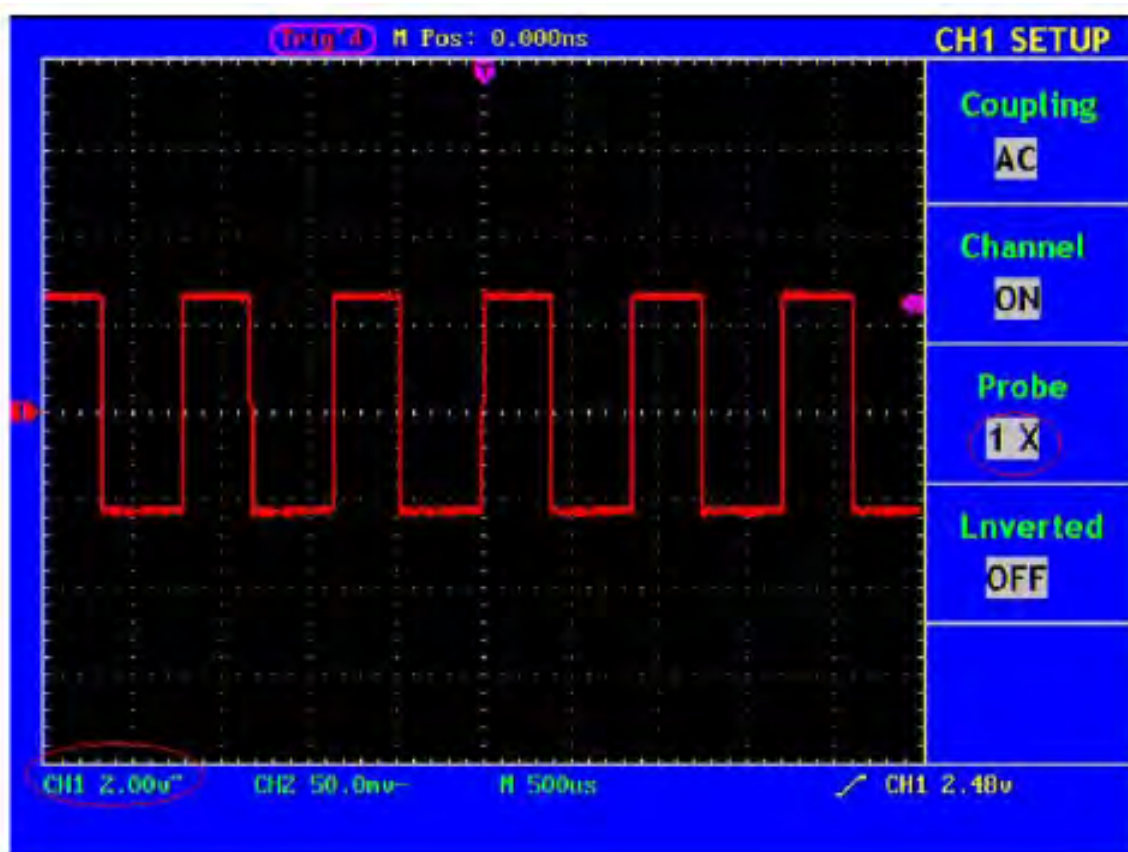 Trig'd M Pos: 0.000ns
CH1 SETUP
Coupling
AC
Channel
ON
Probe
1 X
Lnverted
OFF
T
1
CH1 2.00v~ CH2 50.0mv— M 500us CH1 2.48v